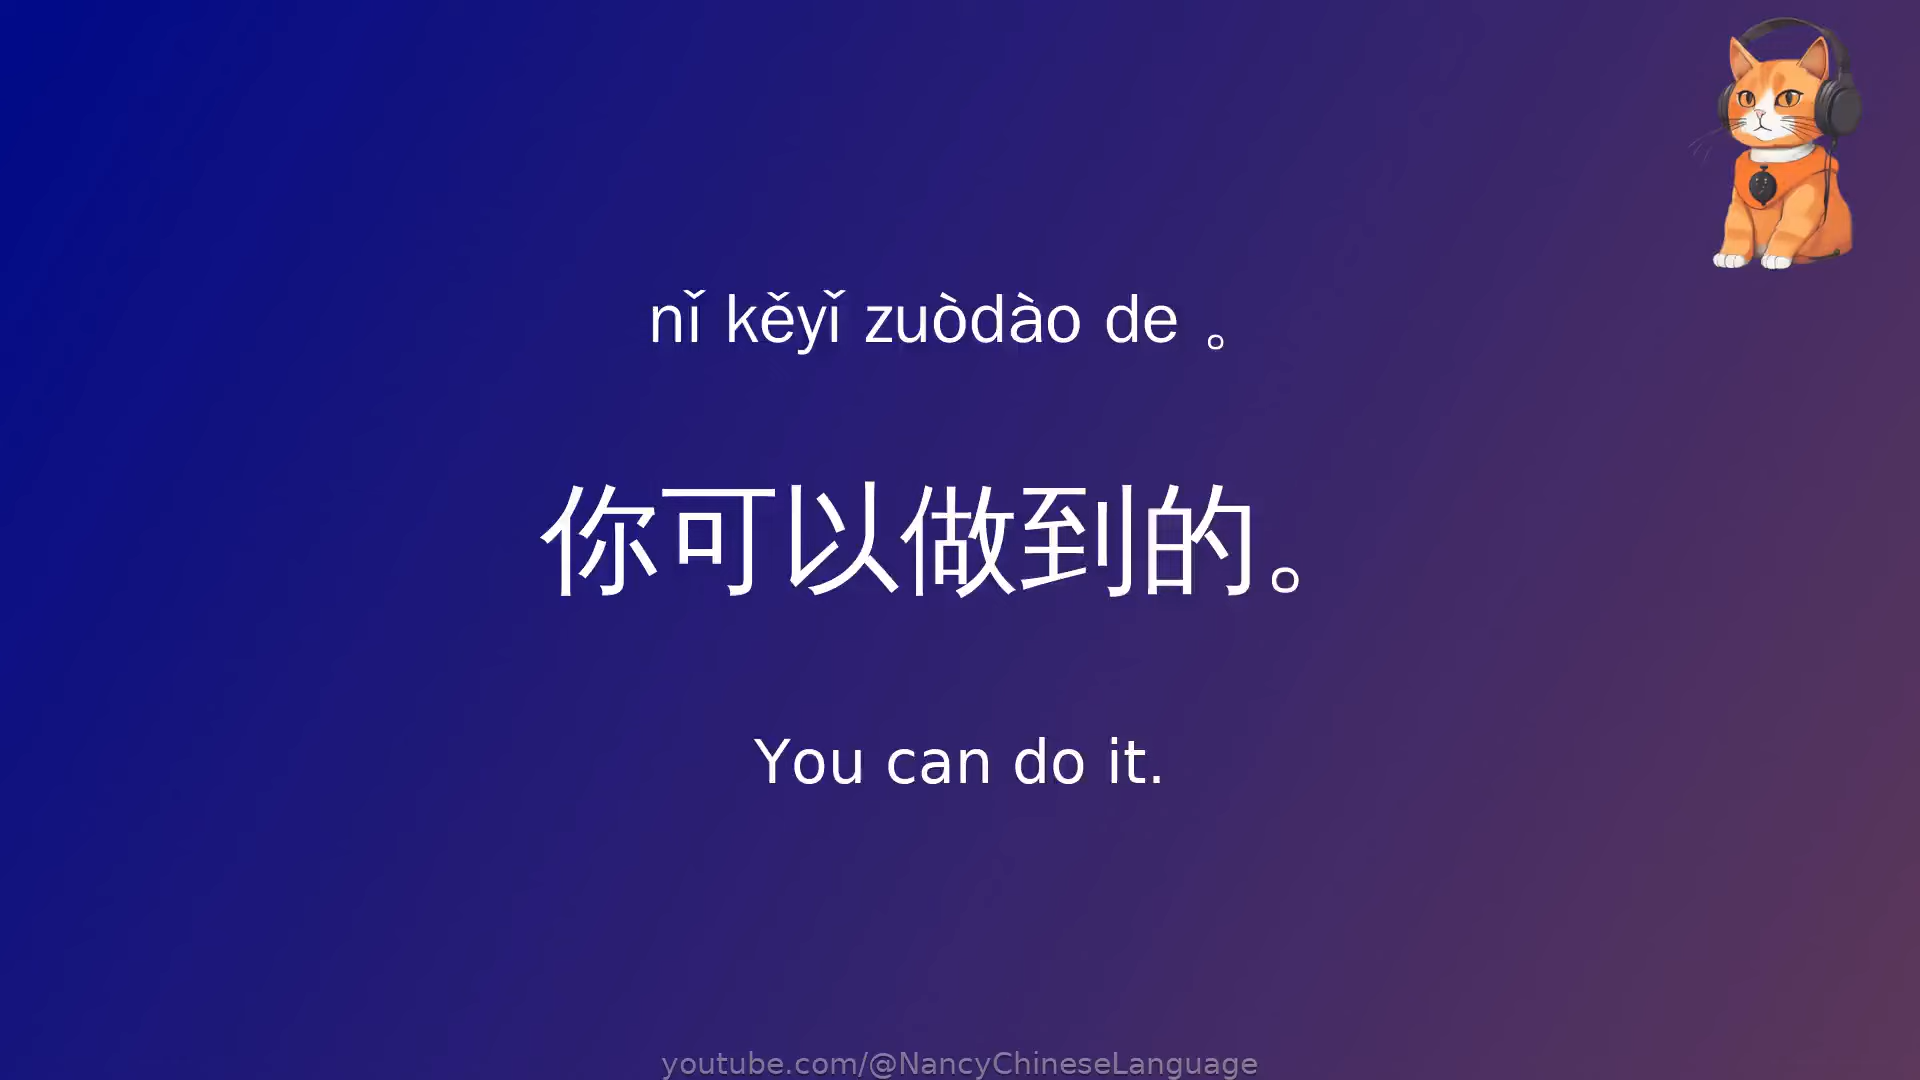 nǐ kěyǐ zuòdào de 。
你可以做到的。
You can do it.
youtube.com/@NancyChineseLanguage